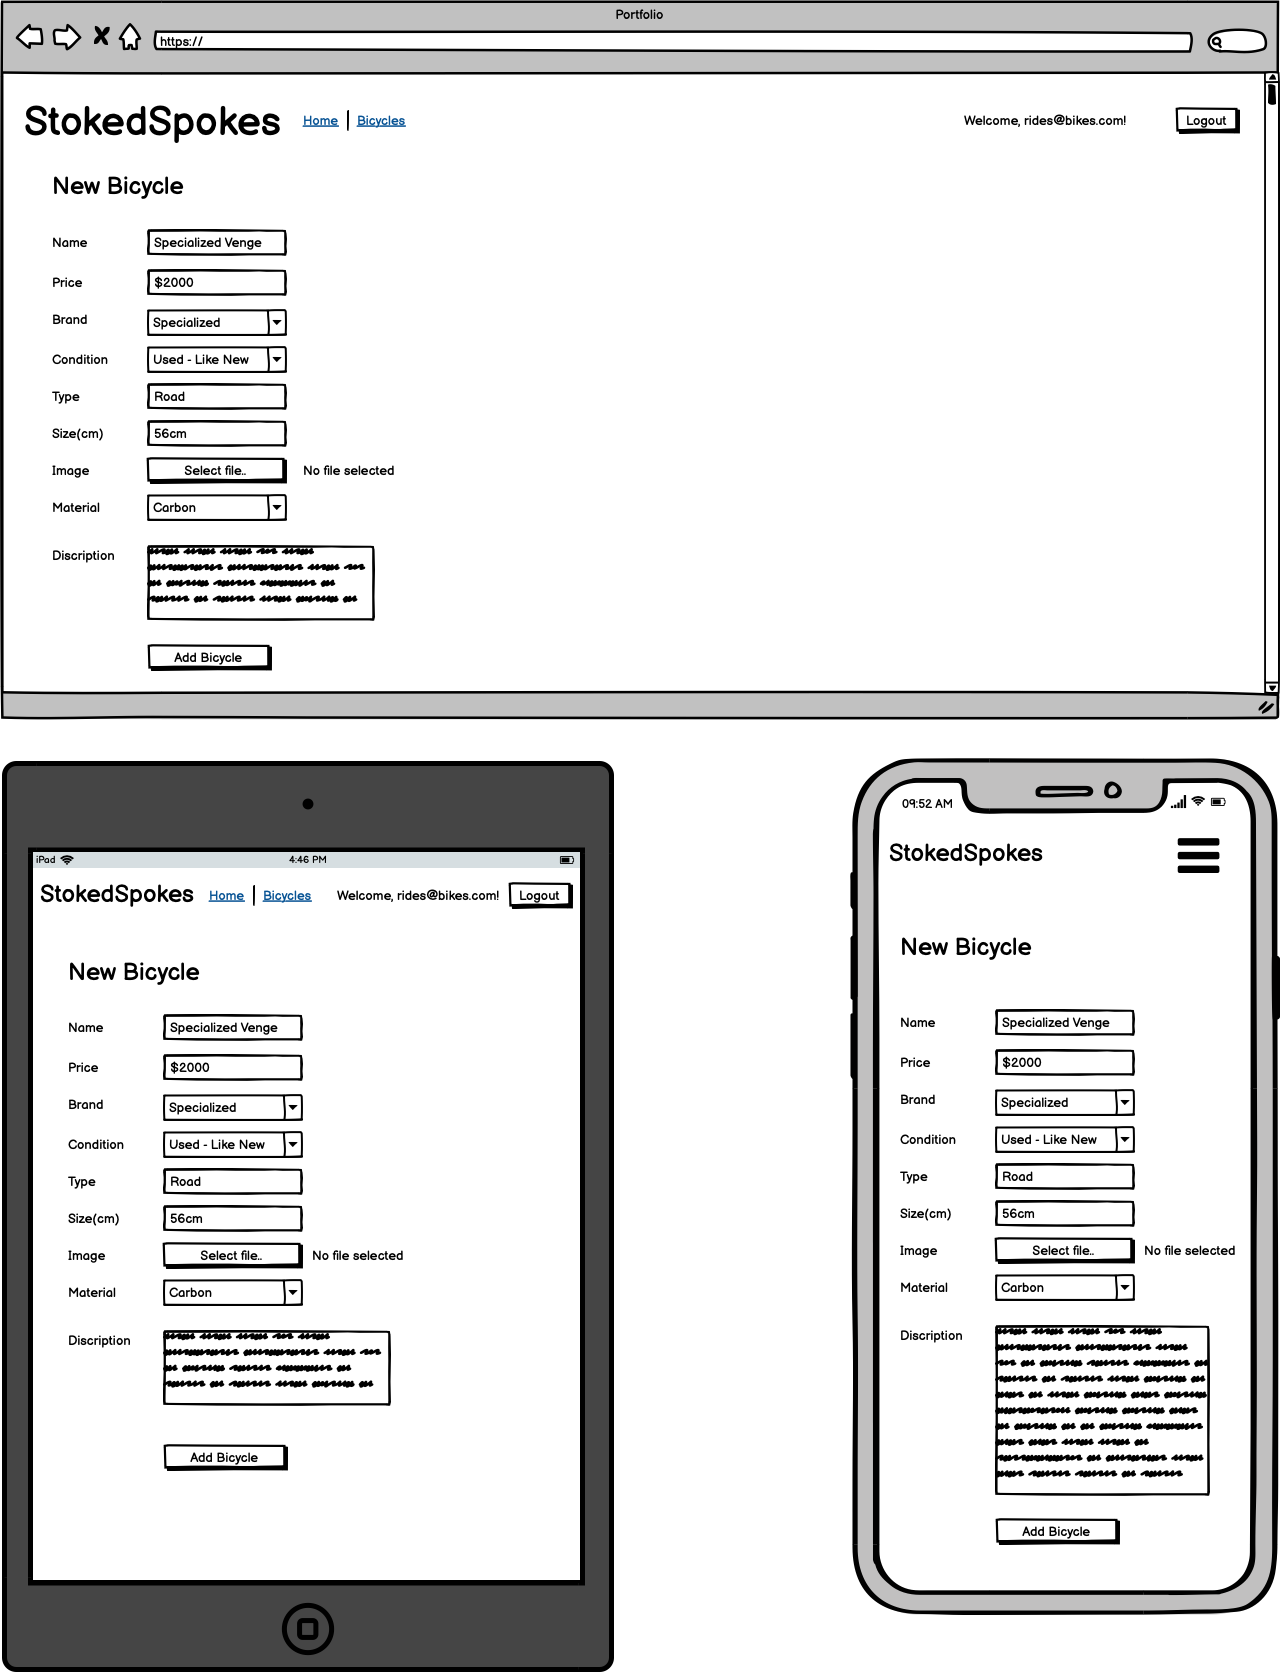 Portfolio
https://
StokedSpokes Home Bicycles Welcome, rides@bikes.com! Logout
New Bicycle
Name Specialized Venge
Price $2000
Brand Specialized
Condition Used - Like New
Type Road
Size(cm) 56cm
Image Select file.. No file selected
Material Carbon
Discription
Add Bicycle
iPad 4:46 PM
StokedSpokes Home Bicycles Welcome, rides@bikes.com! Logout
New Bicycle
Name Specialized Venge
Price $2000
Brand Specialized
Condition Used - Like New
Type Road
Size(cm) 56cm
Image Select file.. No file selected
Material Carbon
Discription
Add Bicycle
09:52 AM
StokedSpokes
New Bicycle
Name Specialized Venge
Price $2000
Brand Specialized
Condition Used - Like New
Type Road
Size(cm) 56cm
Image Select file.. No file selected
Material Carbon
Discription
Add Bicycle